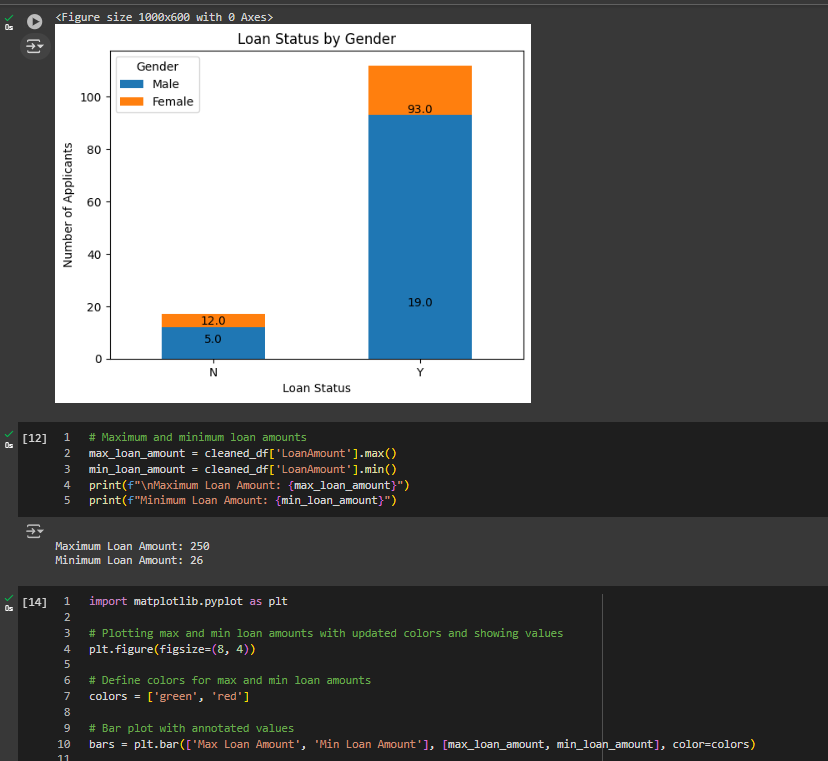 0s <Figure size 1000x600 with 0 Axes>
Loan Status by Gender
Gender
Male
Female
Number of Applicants
100
80
60
40
20
0
93.0
19.0
12.0
5.0
N Y
Loan Status
0s [12] 1 # Maximum and minimum loan amounts
2 max_loan_amount = cleaned_df['LoanAmount'].max()
3 min_loan_amount = cleaned_df['LoanAmount'].min()
4 print(f"\nMaximum Loan Amount: {max_loan_amount}")
5 print(f"Minimum Loan Amount: {min_loan_amount}")
Maximum Loan Amount: 250
Minimum Loan Amount: 26
0s [14] 1 import matplotlib.pyplot as plt
2
3 # Plotting max and min loan amounts with updated colors and showing values
4 plt.figure(figsize=(8, 4))
5
6 # Define colors for max and min loan amounts
7 colors = ['green', 'red']
8
9 # Bar plot with annotated values
10 bars = plt.bar(['Max Loan Amount', 'Min Loan Amount'], [max_loan_amount, min_loan_amount], color=colors)
11